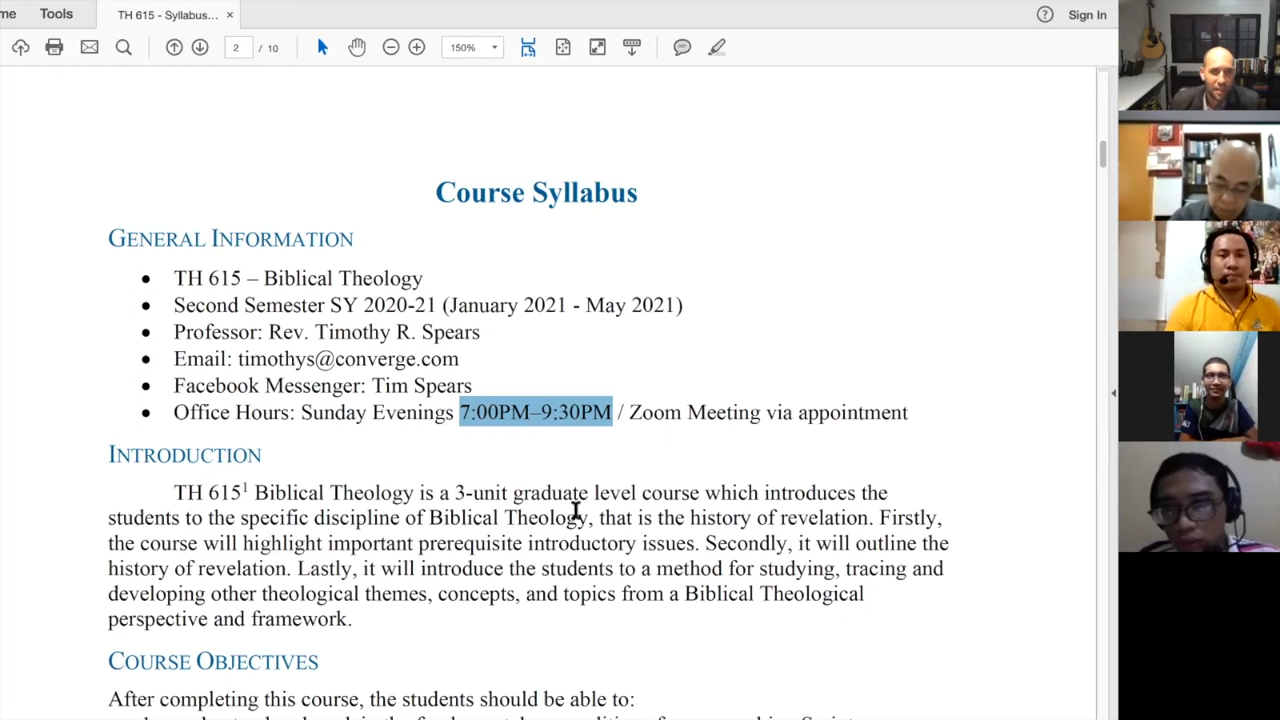 me Tools TH 615 - Syllabus... × Sign In
2 / 10 150%
Course Syllabus
GENERAL INFORMATION
• TH 615 – Biblical Theology
• Second Semester SY 2020-21 (January 2021 - May 2021)
• Professor: Rev. Timothy R. Spears
• Email: timothys@converge.com
• Facebook Messenger: Tim Spears
• Office Hours: Sunday Evenings 7:00PM–9:30PM / Zoom Meeting via appointment
INTRODUCTION
TH 615¹ Biblical Theology is a 3-unit graduate level course which introduces the
students to the specific discipline of Biblical Theology, that is the history of revelation. Firstly,
the course will highlight important prerequisite introductory issues. Secondly, it will outline the
history of revelation. Lastly, it will introduce the students to a method for studying, tracing and
developing other theological themes, concepts, and topics from a Biblical Theological
perspective and framework.
COURSE OBJECTIVES
After completing this course, the students should be able to: